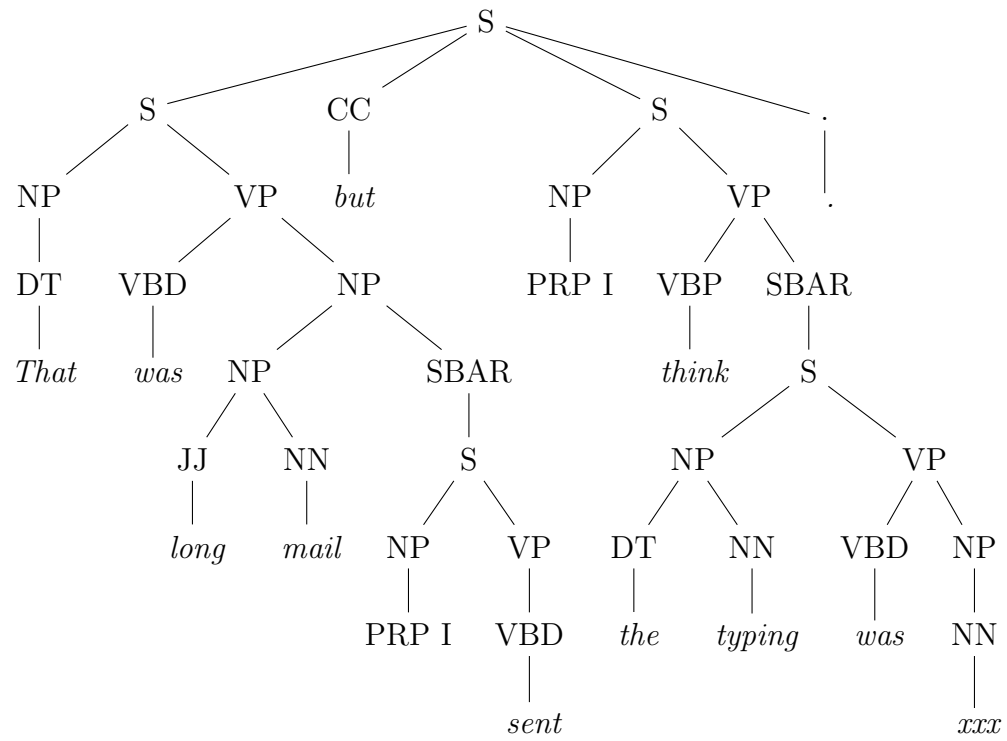 S
S CC S .
NP VP but NP VP .
DT VBD NP PRP I VBP SBAR
That was NP SBAR think S
JJ NN S NP VP
long mail NP VP DT NN VBD NP
PRP I VBD the typing was NN
sent xxx